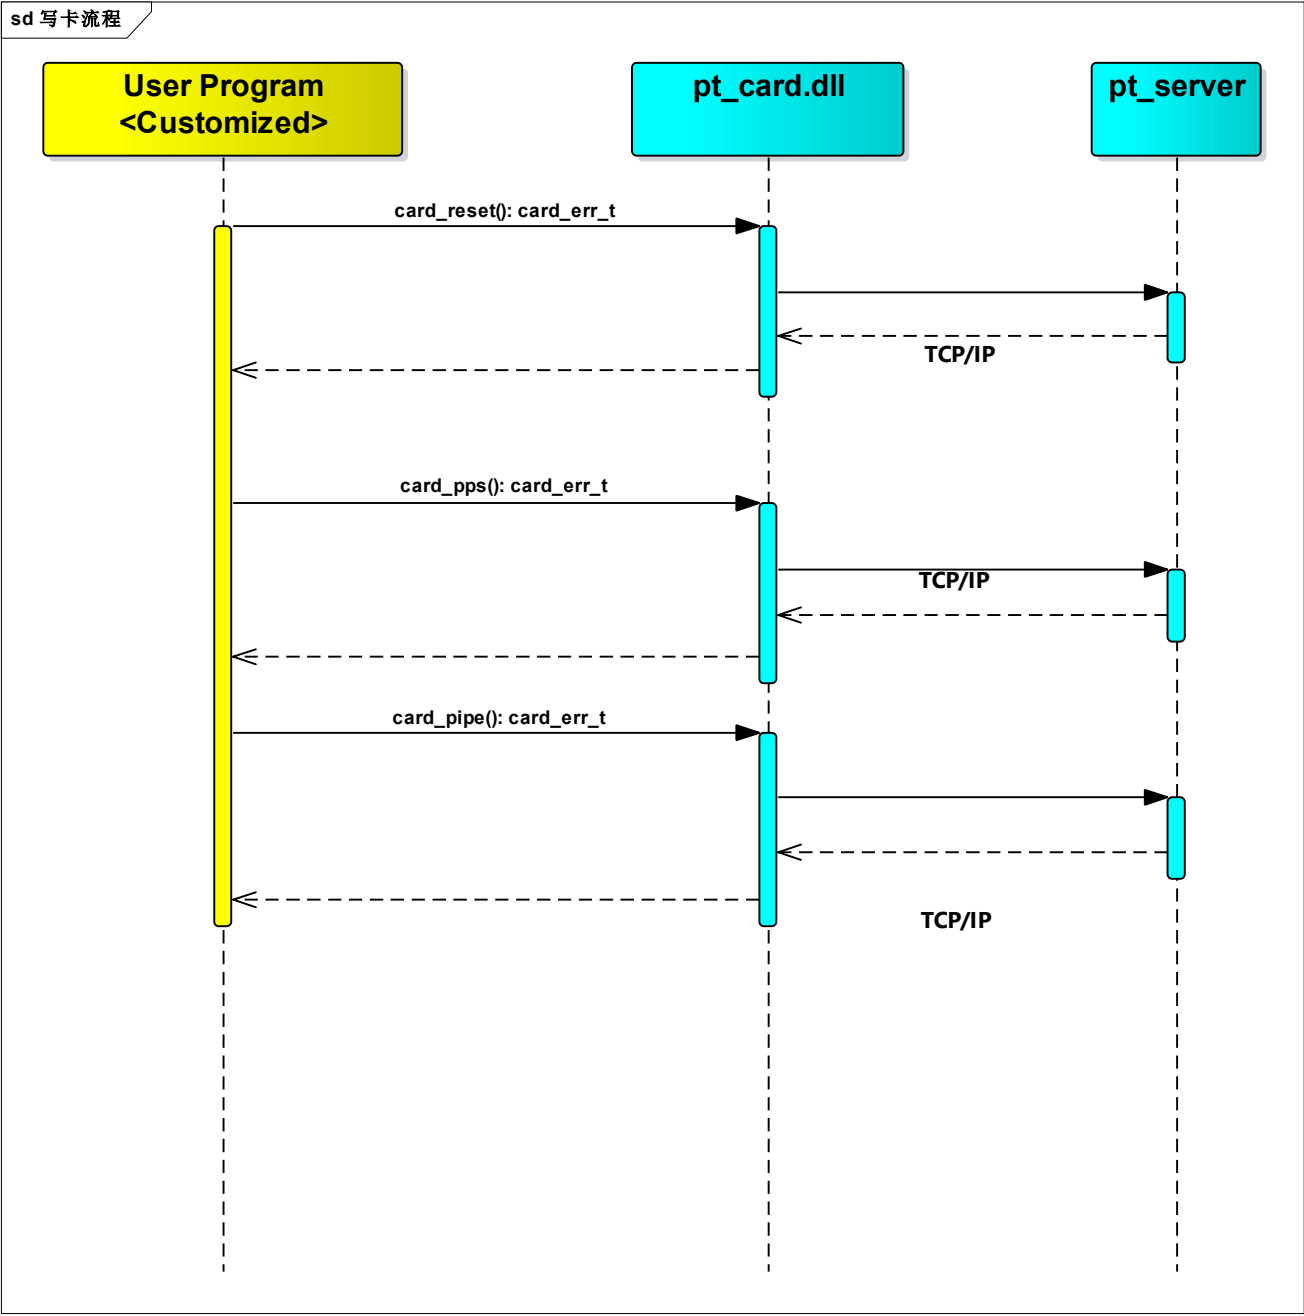 sd 写卡流程
User Program
<Customized>
pt_card.dll
pt_server
card_reset(): card_err_t
TCP/IP
card_pps(): card_err_t
TCP/IP
card_pipe(): card_err_t
TCP/IP